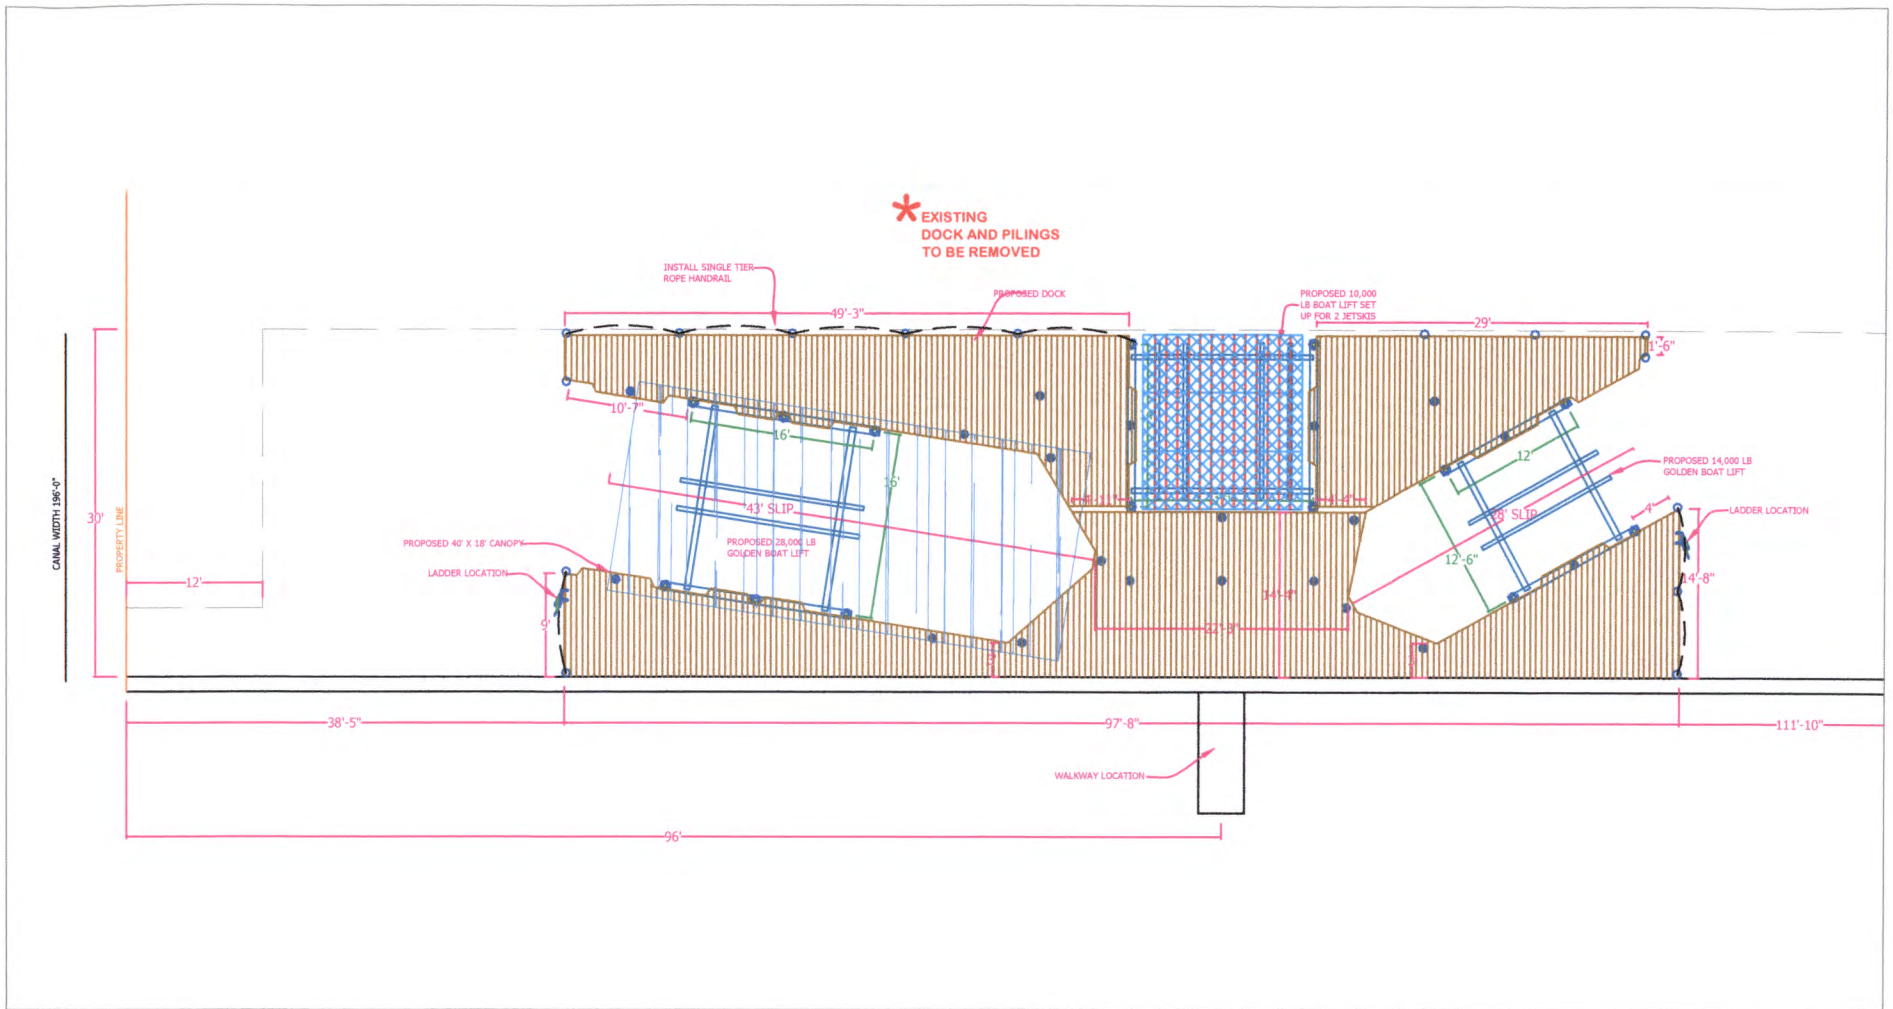 EXISTING
DOCK AND PILINGS
TO BE REMOVED
INSTALL SINGLE TIER
ROPE HANDRAIL
PROPOSED DOCK
PROPOSED 10,000
LB BOAT LIFT SET
UP FOR 2 JETSKIS
49'-3"
29'
1'-6"
10'-7"
16'
12'
PROPOSED 14,000 LB
GOLDEN BOAT LIFT
CANAL WIDTH 196'-0"
30'
PROPERTY LINE
4'-4"
43' SLIP
28' SLIP
4'
LADDER LOCATION
PROPOSED 28,000 LB
GOLDEN BOAT LIFT
PROPOSED 40' X 18' CANOPY
LADDER LOCATION
12'-6"
12'
14'-8"
14'-4"
9'
22'-3"
38'-5"
97'-8"
111'-10"
WALKWAY LOCATION
96'